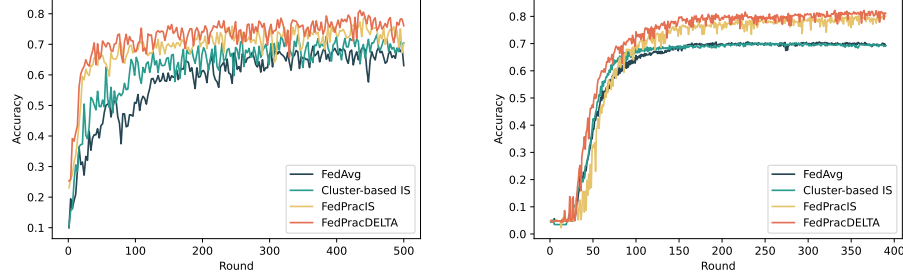 0.8
0.7
0.6
0.5
0.4
0.3
0.2
0.1
Accuracy
0
100
200
300
400
500
Round
FedAvg
Cluster-based IS
FedPracIS
FedPracDELTA
0.8
0.7
0.6
0.5
0.4
0.3
0.2
0.1
0.0
Accuracy
0
50
100
150
200
250
300
350
400
Round
FedAvg
Cluster-based IS
FedPracIS
FedPracDELTA